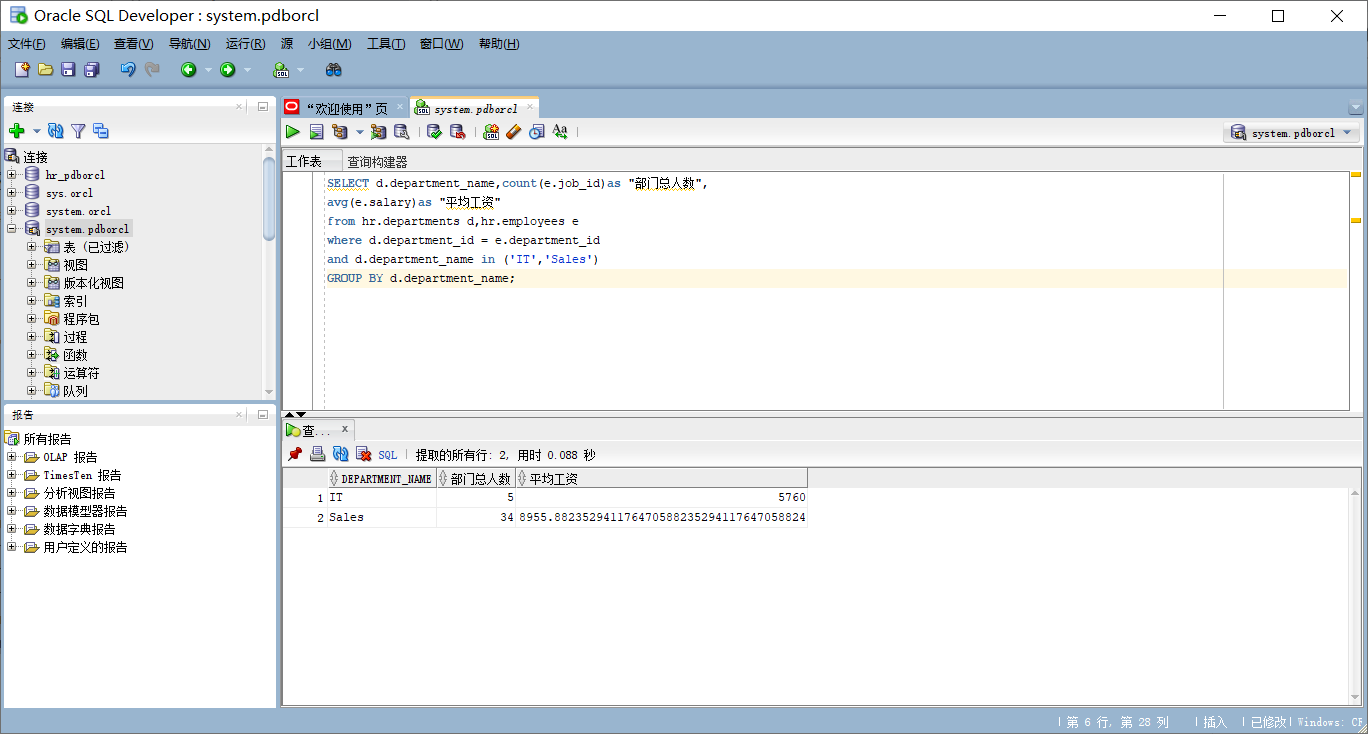 Oracle SQL Developer : system.pdborcl
文件(F) 编辑(E) 查看(V) 导航(N) 运行(R) 源 小组(M) 工具(T) 窗口(W) 帮助(H)
连接
连接
hr_pdborcl
sys.orcl
system.orcl
system.pdborcl
表 (已过滤)
视图
版本化视图
索引
程序包
过程
函数
运算符
队列
报告
所有报告
OLAP 报告
TimesTen 报告
分析视图报告
数据模型器报告
数据字典报告
用户定义的报告
“欢迎使用”页 system.pdborcl
system.pdborcl
工作表 查询构建器
SELECT d.department_name,count(e.job_id)as "部门总人数",
avg(e.salary)as "平均工资"
from hr.departments d,hr.employees e
where d.department_id = e.department_id
and d.department_name in ('IT','Sales')
GROUP BY d.department_name;
查...
SQL 提取的所有行: 2, 用时 0.088 秒
DEPARTMENT_NAME 部门总人数 平均工资
1 IT 5 5760
2 Sales 34 8955.88235294117647058823529411764705882​4
第 6 行, 第 28 列 插入 已修改 Windows: CR